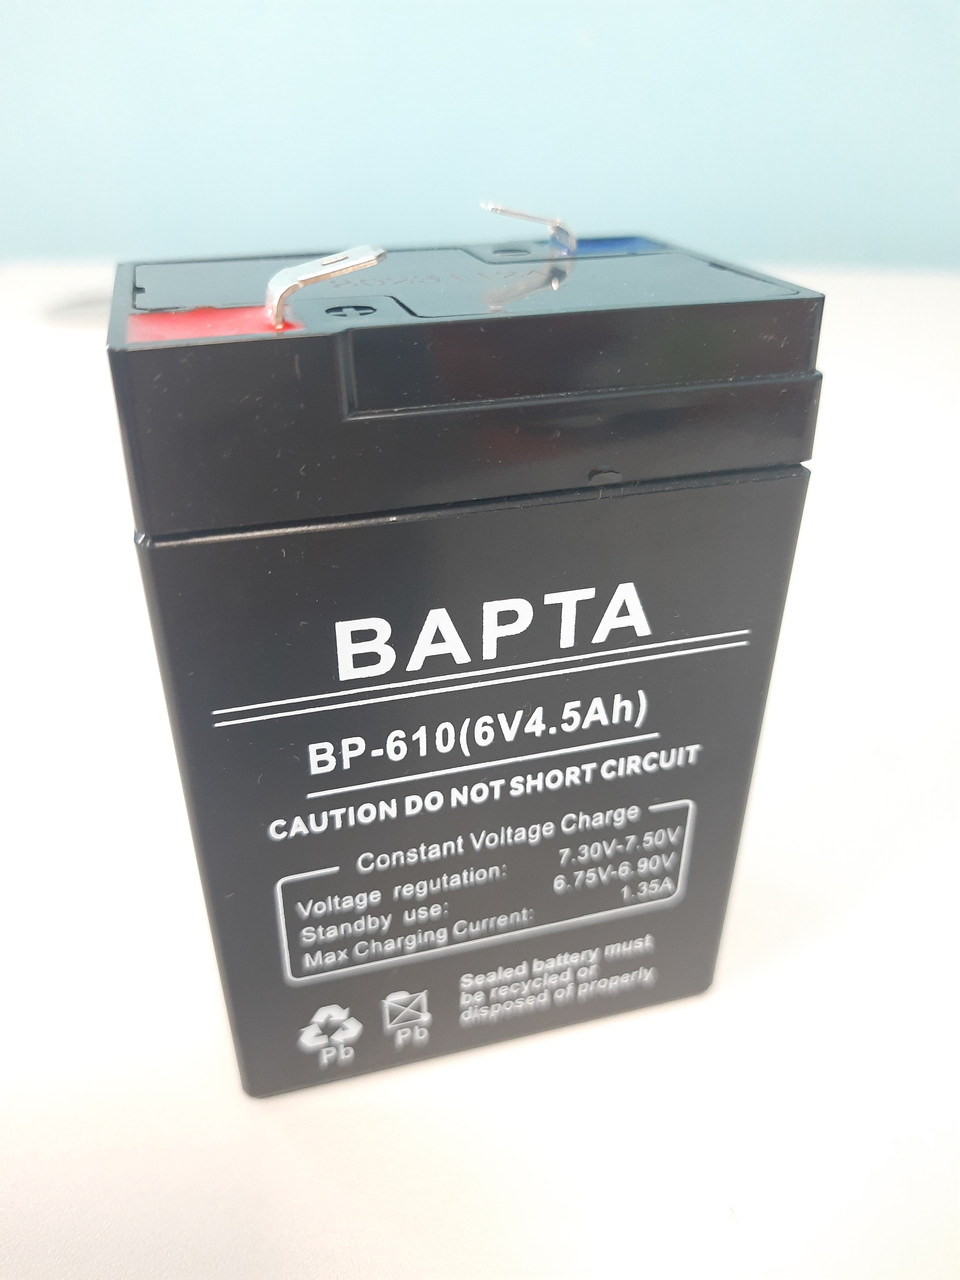 BAPTA
BP-610(6V4.5Ah)
CAUTION DO NOT SHORT CIRCUIT
Constant Voltage Charge
Voltage regutation: 7.30V-7.50V
Standby use: 6.75V-6.90V
Max Charging Current: 1.35A
Sealed battery must
be recycled or
disposed of properly
Pb Pb